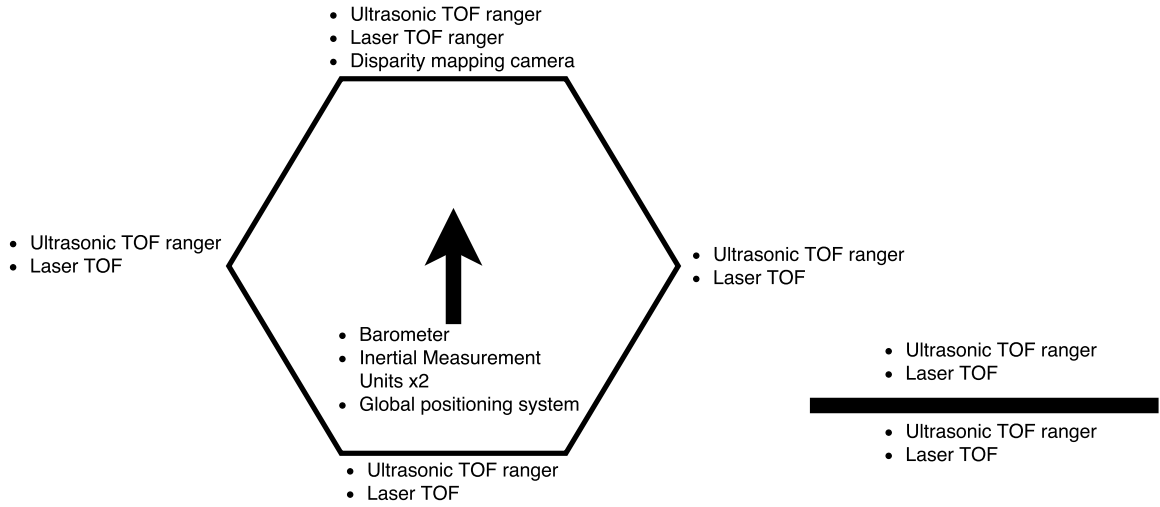 • Ultrasonic TOF ranger
• Laser TOF ranger
• Disparity mapping camera
• Ultrasonic TOF ranger
• Laser TOF
• Ultrasonic TOF ranger
• Laser TOF
• Barometer
• Inertial Measurement
Units x2
• Global positioning system
• Ultrasonic TOF ranger
• Laser TOF
• Ultrasonic TOF ranger
• Laser TOF
• Ultrasonic TOF ranger
• Laser TOF